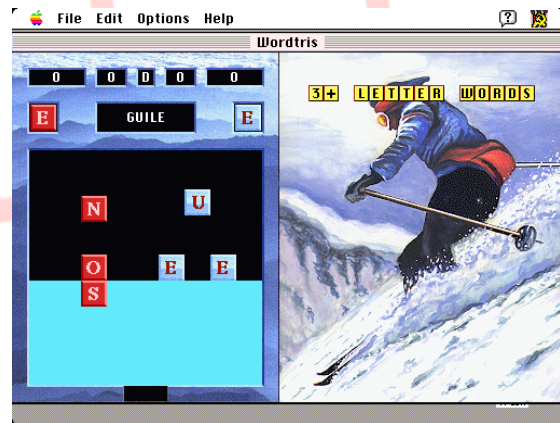 File Edit Options Help
Wordtris
0 0 D 0 0
E GUILE E
3+ LETTER WORDS
N U
O E E
S